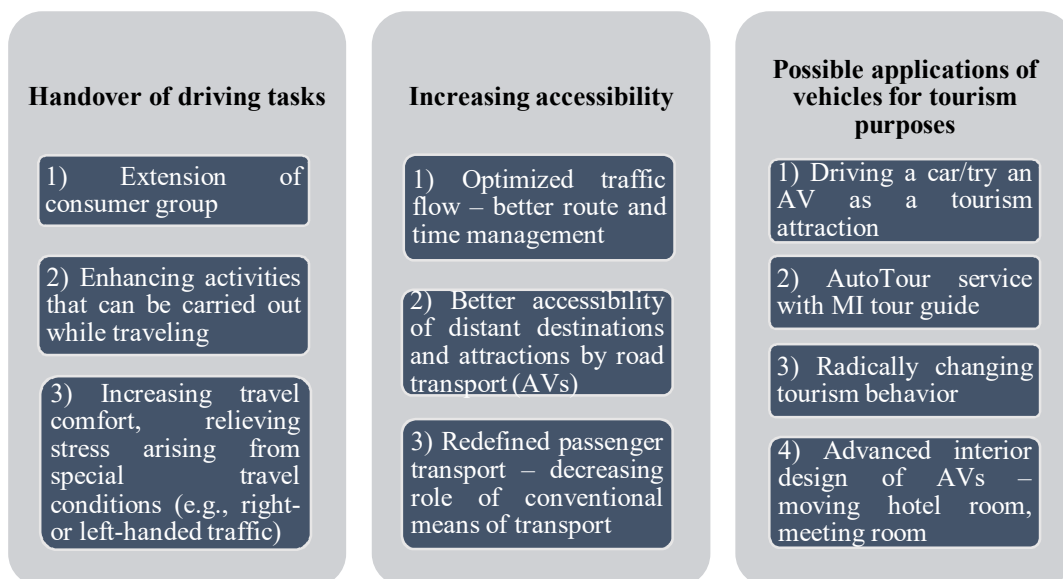 Handover of driving tasks
1) Extension of
consumer group
2) Enhancing activities
that can be carried out
while traveling
3) Increasing travel
comfort, relieving
stress arising from
special travel
conditions (e.g., right-
or left-handed traffic)
Increasing accessibility
1) Optimized traffic
flow – better route and
time management
2) Better accessibility
of distant destinations
and attractions by road
transport (AVs)
3) Redefined passenger
transport – decreasing
role of conventional
means of transport
Possible applications of
vehicles for tourism
purposes
1) Driving a car/try an
AV as a tourism
attraction
2) AutoTour service
with MI tour guide
3) Radically changing
tourism behavior
4) Advanced interior
design of AVs –
moving hotel room,
meeting room